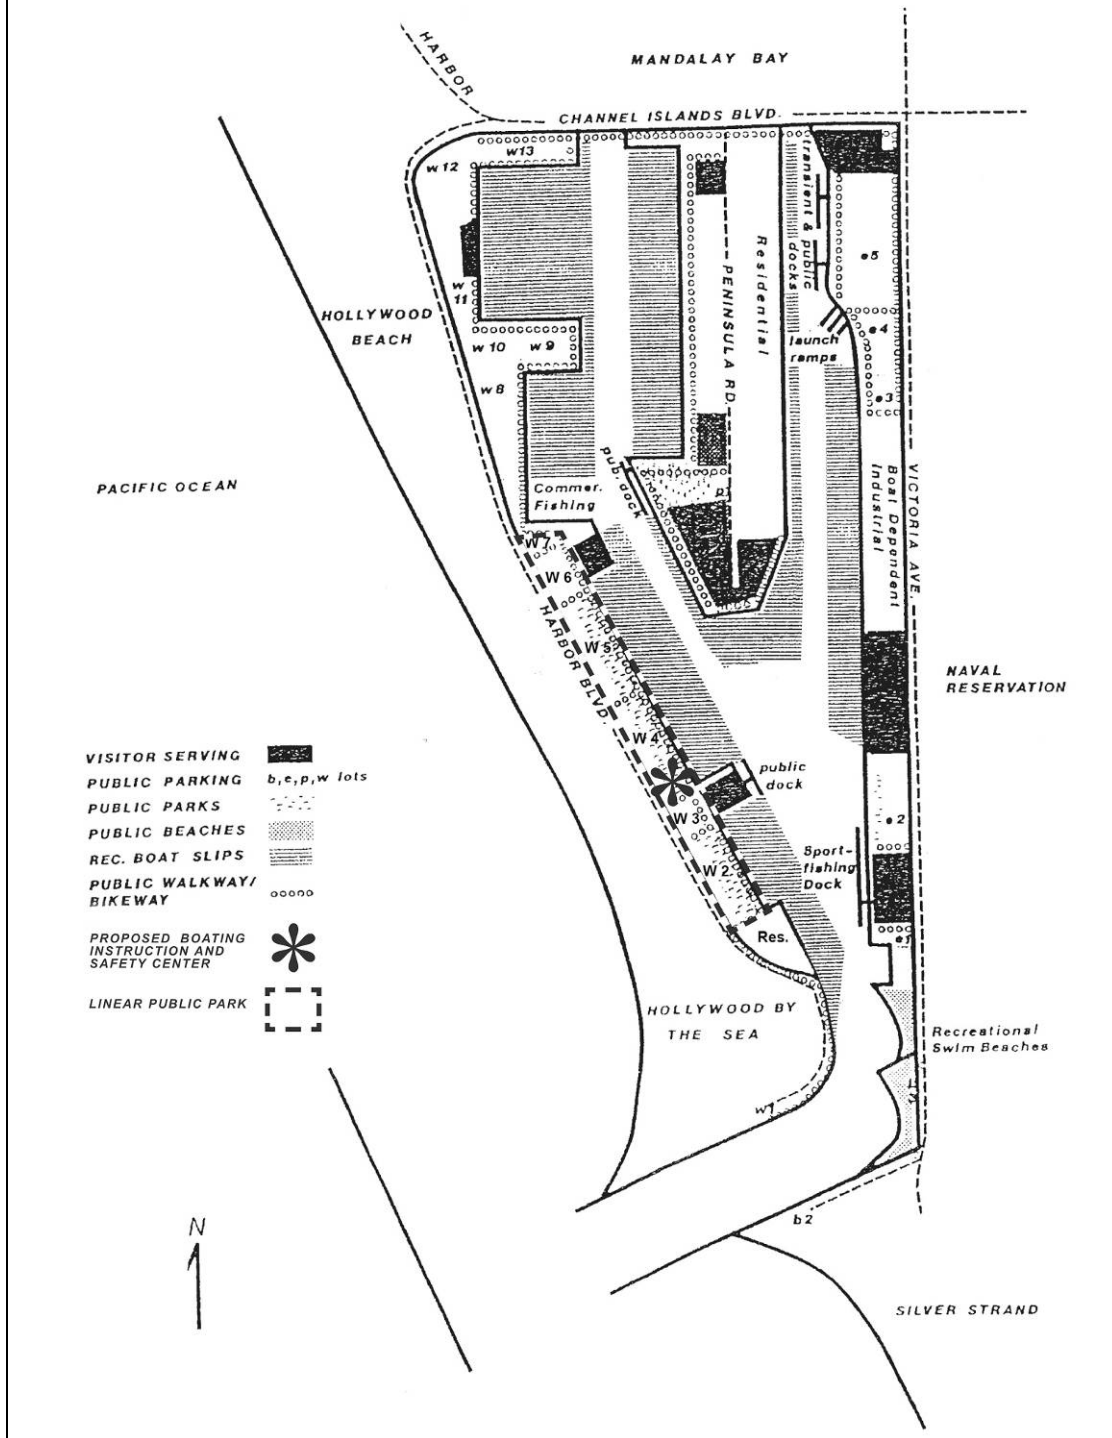 HARBOR
MANDALAY BAY
CHANNEL ISLANDS BLVD.
w13
w12
transient & public
docks
e5
Residential
PENINSULA RD.
w
11
HOLLYWOOD
BEACH
w10
w9
launch
ramps
e4
w8
e3
pub. dock
VICTORIA AVE.
Boat Dependent
Industrial
PACIFIC OCEAN
Commer.
Fishing
W7
W6
HARBOR BLVD.
W5
NAVAL
RESERVATION
W4
public
dock
W3
e2
W2
Sport-
fishing
Dock
Res.
e1
VISITOR SERVING
PUBLIC PARKING b,e,p,w lots
PUBLIC PARKS
PUBLIC BEACHES
REC. BOAT SLIPS
PUBLIC WALKWAY/
BIKEWAY
PROPOSED BOATING
INSTRUCTION AND
SAFETY CENTER
LINEAR PUBLIC PARK
HOLLYWOOD BY
THE SEA
Recreational
Swim Beaches
w1
b2
N
SILVER STRAND